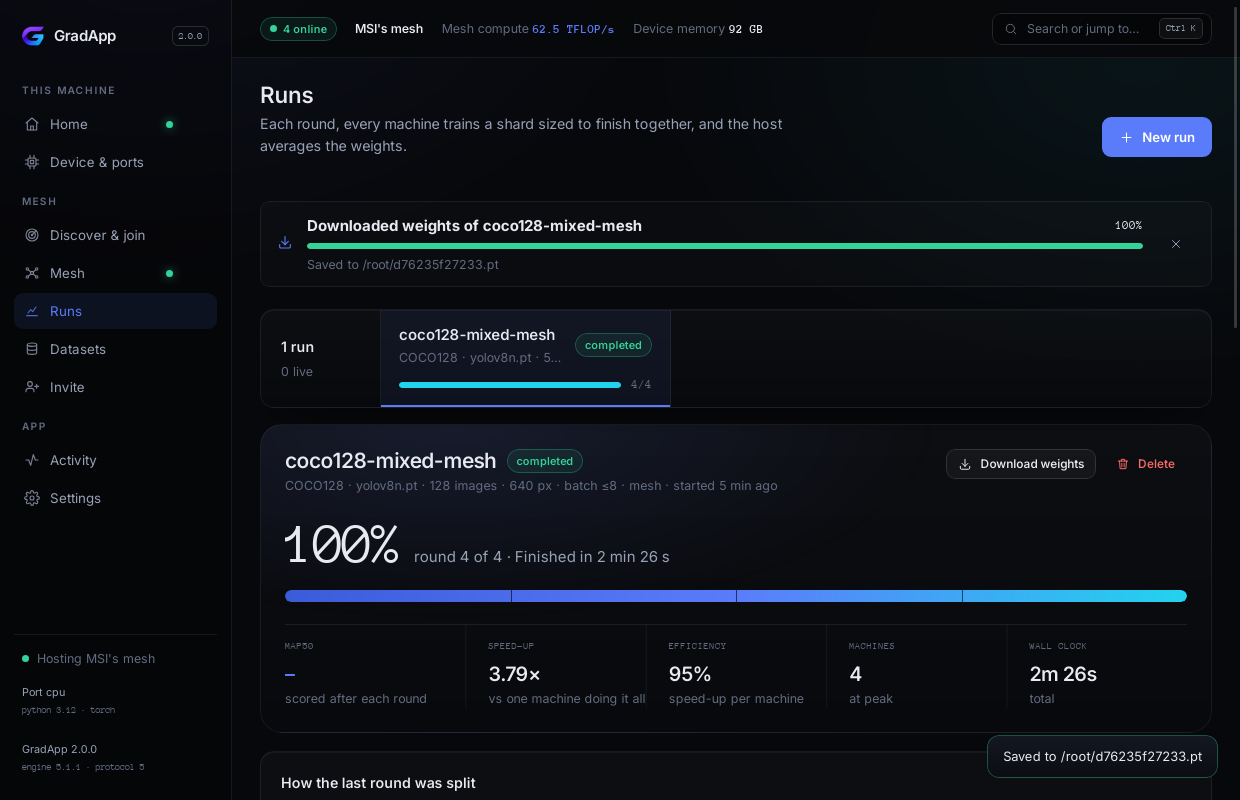 GradApp
2.0.0
THIS MACHINE
Home
Device & ports
MESH
Discover & join
Mesh
Runs
Datasets
Invite
APP
Activity
Settings
Hosting MSI's mesh
Port cpu
python 3.12 · torch
GradApp 2.0.0
engine 5.1.1 · protocol 5
4 online
MSI's mesh
Mesh compute 62.5 TFLOP/s
Device memory 92 GB
Search or jump to...
Ctrl K
Runs
Each round, every machine trains a shard sized to finish together, and the host
averages the weights.
New run
Downloaded weights of coco128-mixed-mesh
100%
Saved to /root/d76235f27233.pt
1 run
0 live
coco128-mixed-mesh
COCO128 · yolov8n.pt · 5...
completed
4/4
coco128-mixed-mesh
completed
Download weights
Delete
COCO128 · yolov8n.pt · 128 images · 640 px · batch ≤8 · mesh · started 5 min ago
100%
round 4 of 4 · Finished in 2 min 26 s
MAP50
–
scored after each round
SPEED-UP
3.79×
vs one machine doing it all
EFFICIENCY
95%
speed-up per machine
MACHINES
4
at peak
WALL CLOCK
2m 26s
total
How the last round was split
Saved to /root/d76235f27233.pt